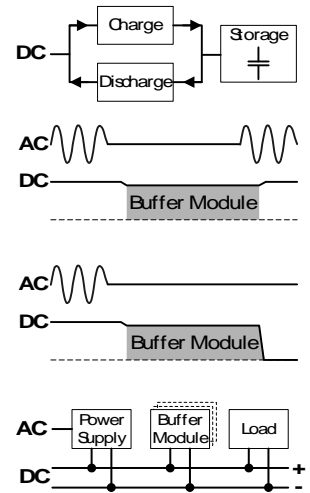 Charge
Storage
DC
Discharge
AC
DC
Buffer Module
AC
DC
Buffer Module
AC
Power
Supply
Buffer
Module
Load
DC
+
-